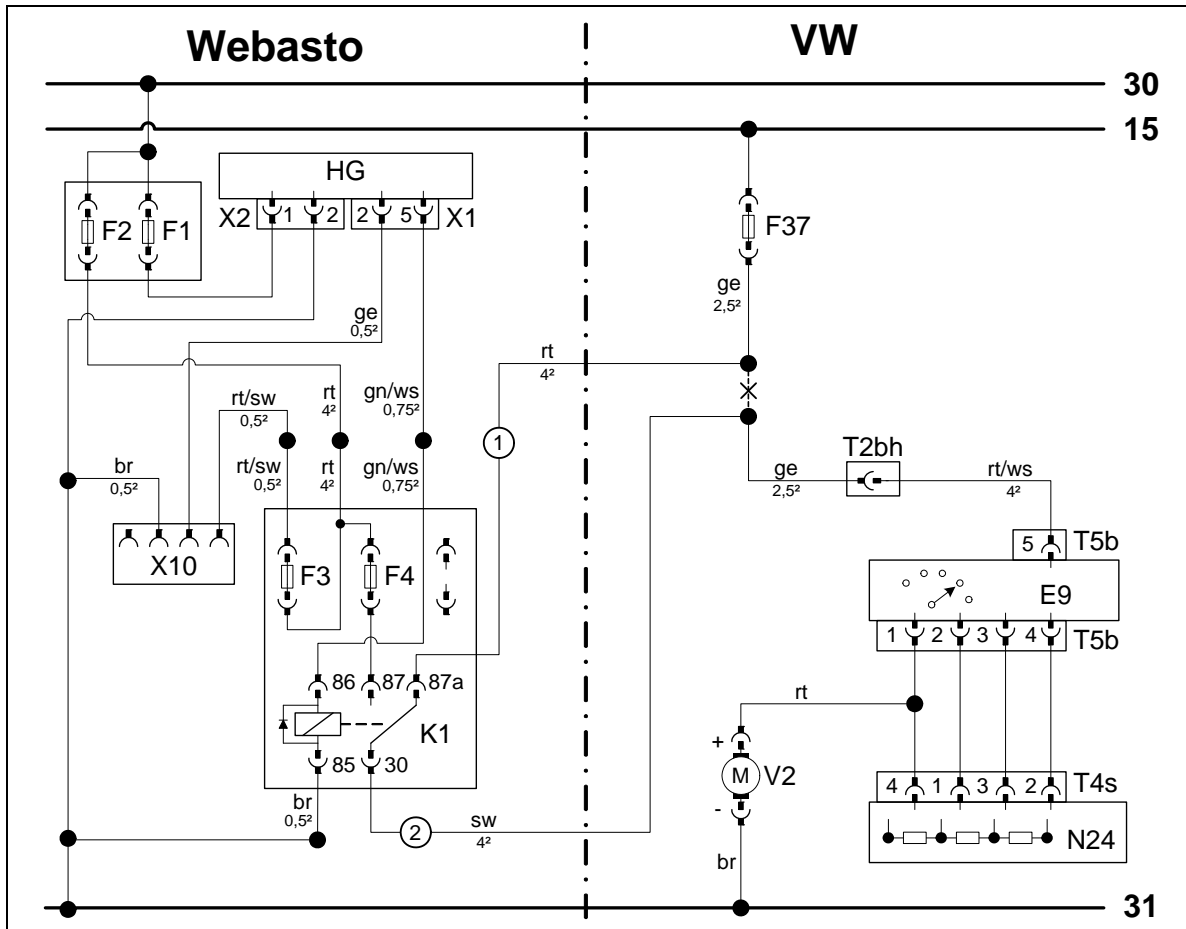 Webasto VW
30
15
HG
X2 1 2 2 5 X1
F2 F1 F37
ge
2,5²
ge
0,5²
rt
4²
rt/sw
0,5²
rt
4²
gn/ws
0,75²
1
T2bh
br
0,5²
rt/sw
0,5²
rt
4²
gn/ws
0,75²
ge
2,5²
rt/ws
4²
X10
5 T5b
F3 F4
E9
1 2 3 4 T5b
86 87 87a
rt
K1
85 30
+
M V2
-
4 1 3 2 T4s
br
0,5²
2
sw
4²
N24
br
31